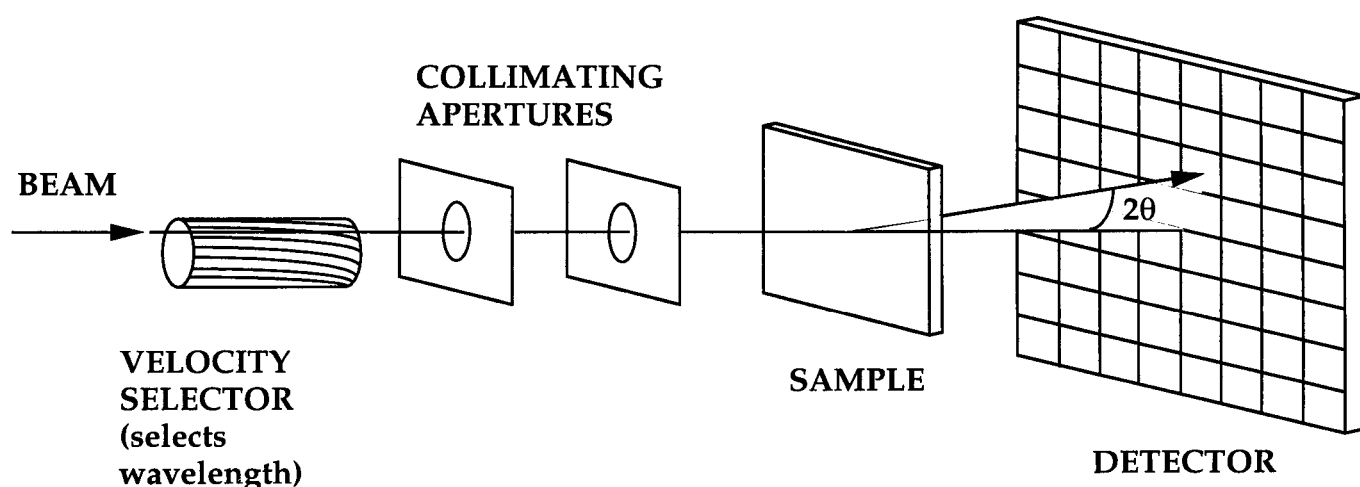 COLLIMATING
APERTURES
BEAM
2θ
VELOCITY
SELECTOR
(selects
wavelength)
SAMPLE
DETECTOR